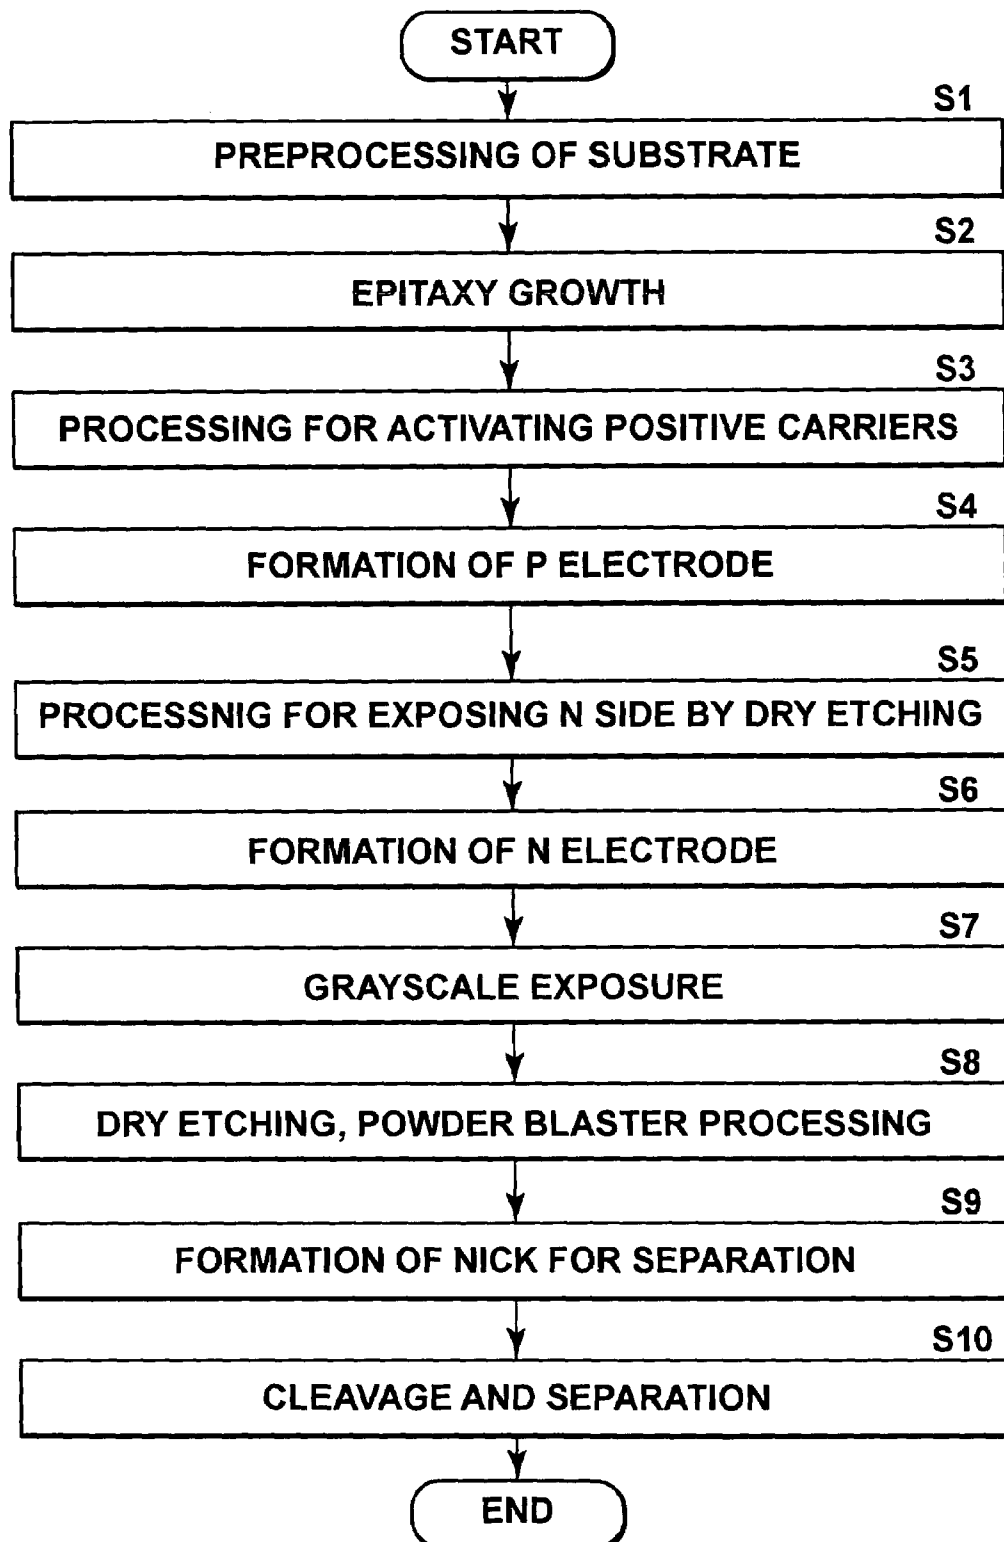 START
S1
PREPROCESSING OF SUBSTRATE
S2
EPITAXY GROWTH
S3
PROCESSING FOR ACTIVATING POSITIVE CARRIERS
S4
FORMATION OF P ELECTRODE
S5
PROCESSNIG FOR EXPOSING N SIDE BY DRY ETCHING
S6
FORMATION OF N ELECTRODE
S7
GRAYSCALE EXPOSURE
S8
DRY ETCHING, POWDER BLASTER PROCESSING
S9
FORMATION OF NICK FOR SEPARATION
S10
CLEAVAGE AND SEPARATION
END